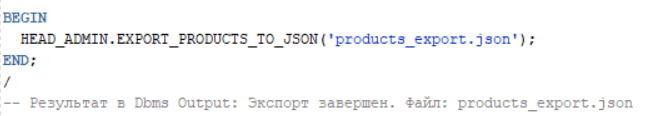 BEGIN
HEAD_ADMIN.EXPORT_PRODUCTS_TO_JSON('products_export.json');
END;
/
-- Результат в Dbms Output: Экспорт завершен. Файл: products_export.json